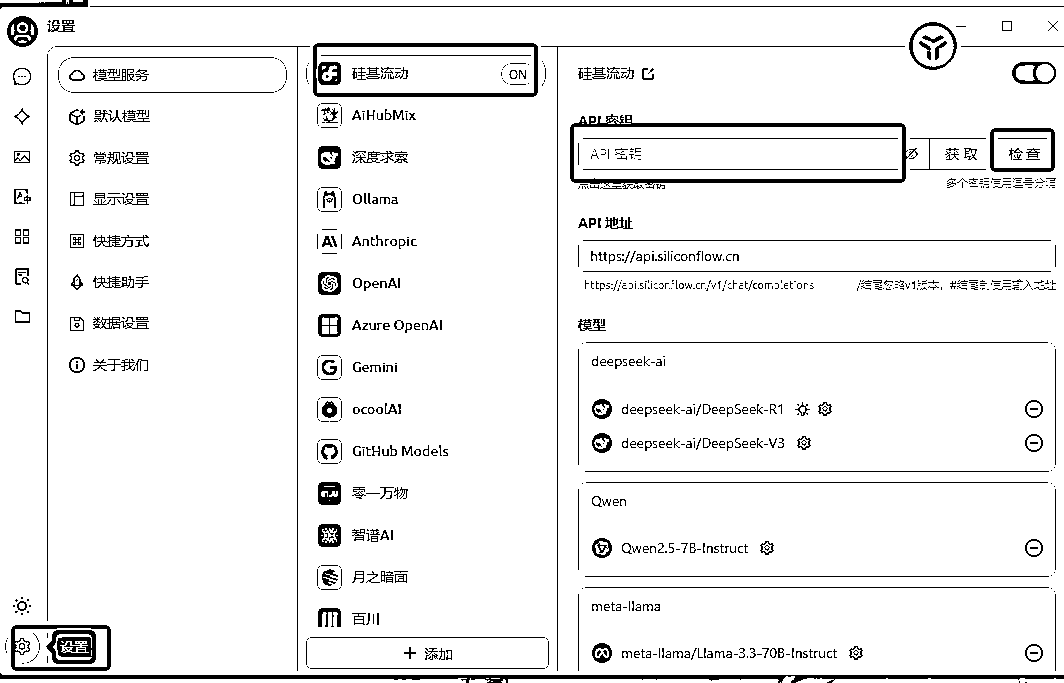 设置
模型服务
默认模型
常规设置
显示设置
快捷方式
快捷助手
数据设置
关于我们
设置
硅基流动 ON
AiHubMix
深度求索
Ollama
Anthropic
OpenAI
Azure OpenAI
Gemini
ocoolAI
GitHub Models
零一万物
智谱AI
月之暗面
百川
+ 添加
硅基流动
API 密钥
API 密钥
获取
检查
点击这里获取密钥
多个密钥使用逗号分隔
API 地址
https://api.siliconflow.cn
https://api.siliconflow.cn/v1/chat/completions
/结尾忽略v1版本，#结尾制使用输入地址
模型
deepseek-ai
deepseek-ai/DeepSeek-R1
deepseek-ai/DeepSeek-V3
Qwen
Qwen2.5-7B-Instruct
meta-llama
meta-llama/Llama-3.3-70B-Instruct